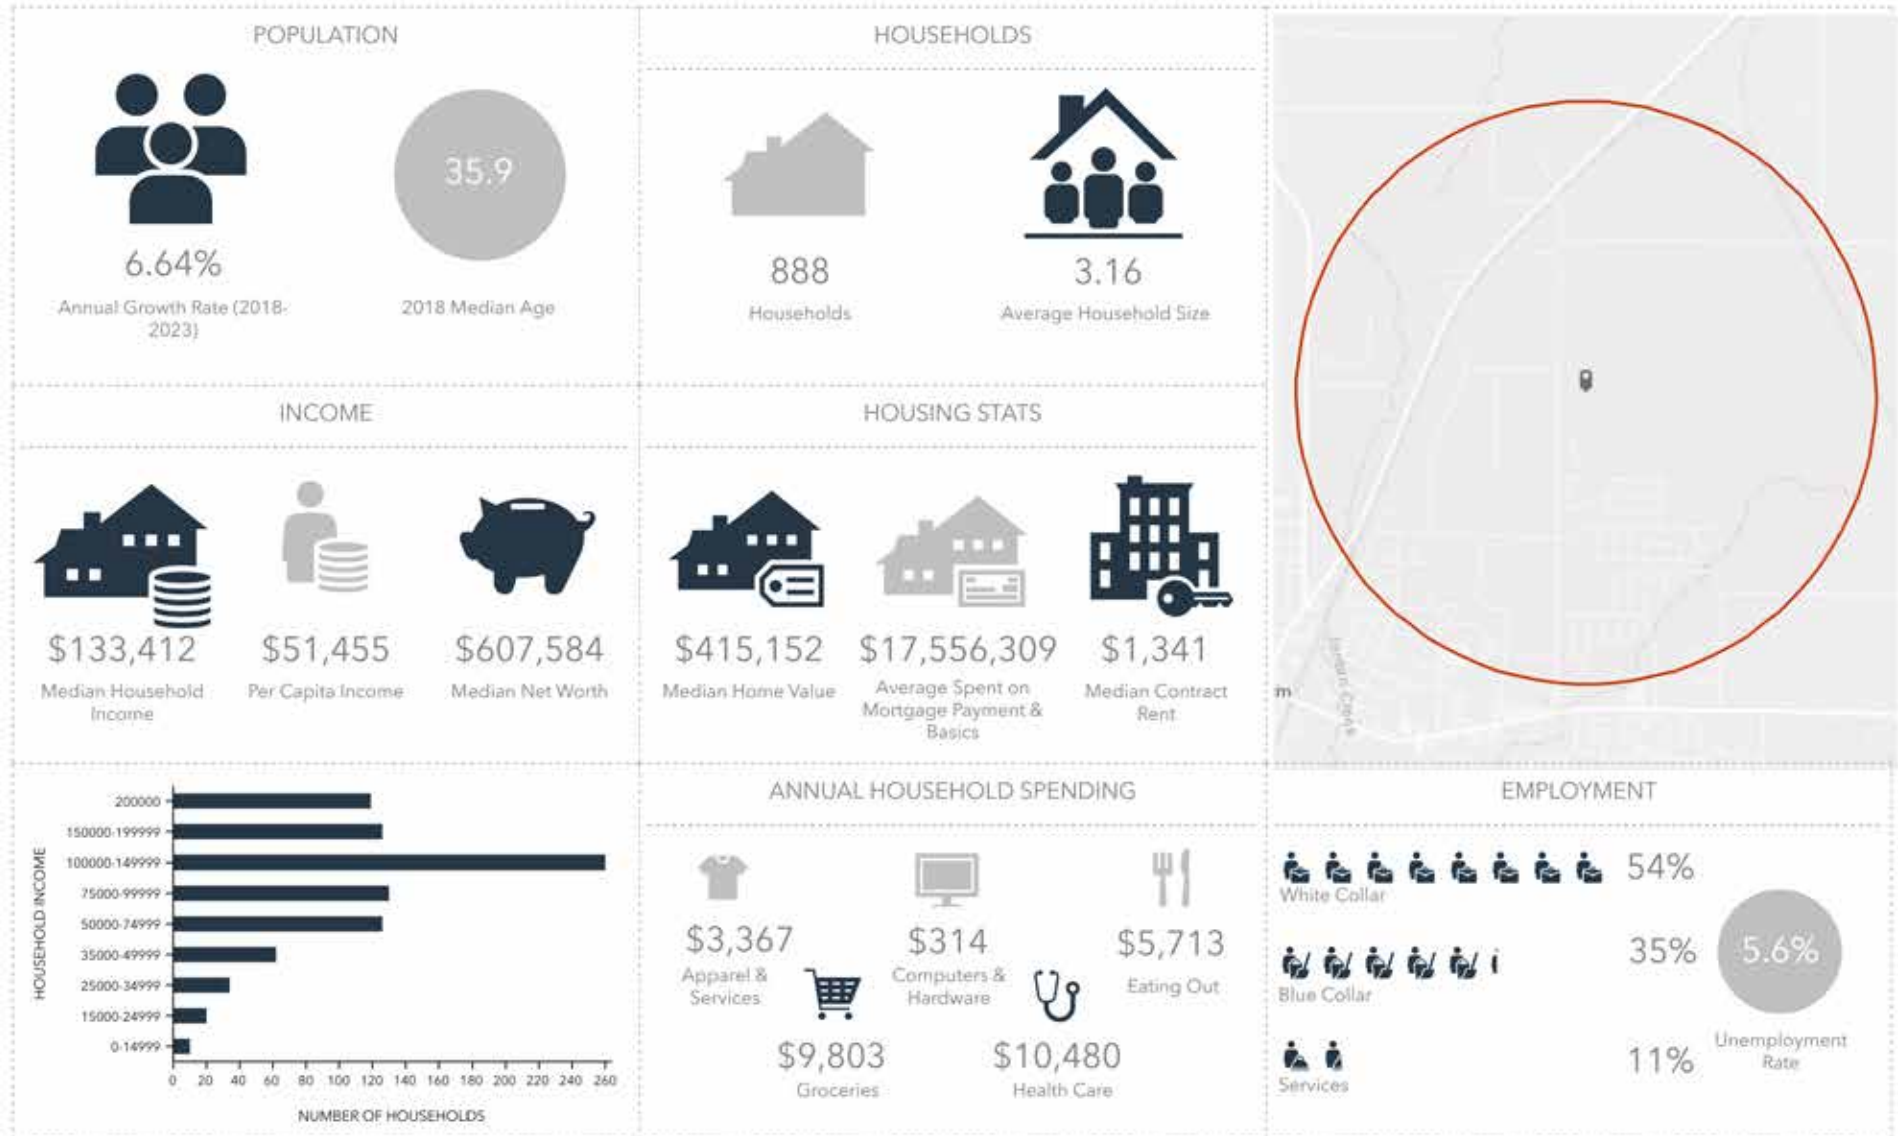 POPULATION
6.64%
Annual Growth Rate (2018-
2023)
35.9
2018 Median Age
HOUSEHOLDS
888
Households
3.16
Average Household Size
INCOME
$133,412
Median Household
Income
$51,455
Per Capita Income
$607,584
Median Net Worth
HOUSING STATS
$415,152
Median Home Value
$17,556,309
Average Spent on
Mortgage Payment &
Basics
$1,341
Median Contract
Rent
m
HOUSEHOLD INCOME
200000
150000-199999
100000-149999
75000-99999
50000-74999
35000-49999
25000-34999
15000-24999
0-14999
0 20 40 60 80 100 120 140 160 180 200 220 240 260
NUMBER OF HOUSEHOLDS
ANNUAL HOUSEHOLD SPENDING
$3,367
Apparel &
Services
$314
Computers &
Hardware
$5,713
Eating Out
$9,803
Groceries
$10,480
Health Care
EMPLOYMENT
54%
White Collar
35%
Blue Collar
11%
Services
5.6%
Unemployment
Rate